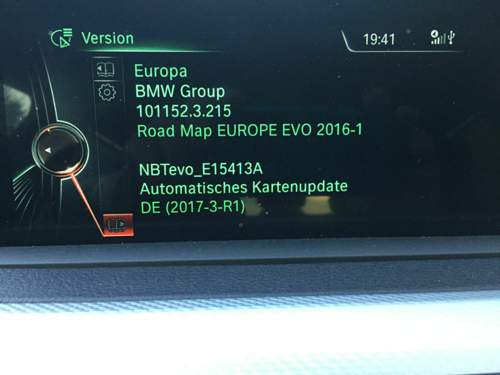 Version
19:41
Europa
BMW Group
101152.3.215
Road Map EUROPE EVO 2016-1
NBTevo_E15413A
Automatisches Kartenupdate
DE (2017-3-R1)